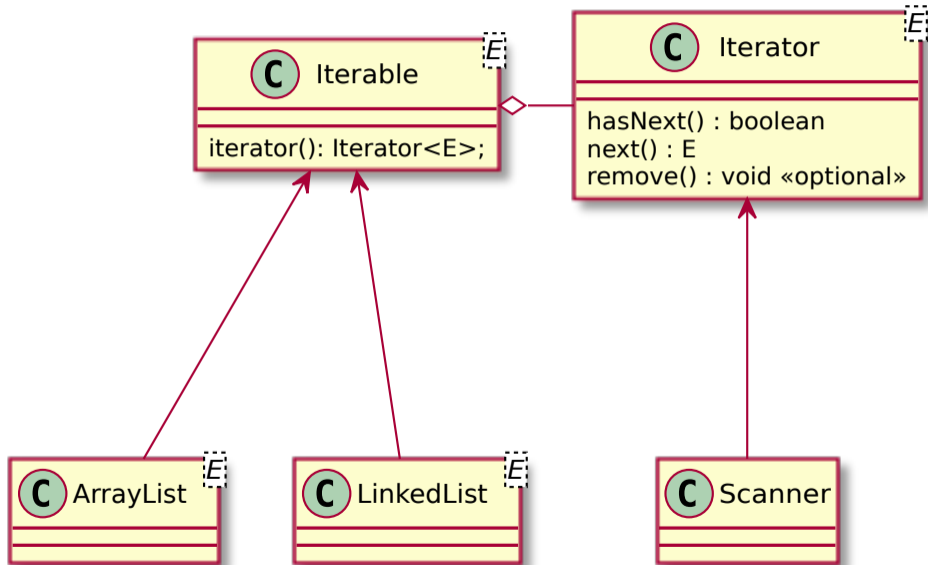 C Iterable E
iterator(): Iterator<E>;
C Iterator E
hasNext() : boolean
next() : E
remove() : void «optional»
C ArrayList E
C LinkedList E
C Scanner